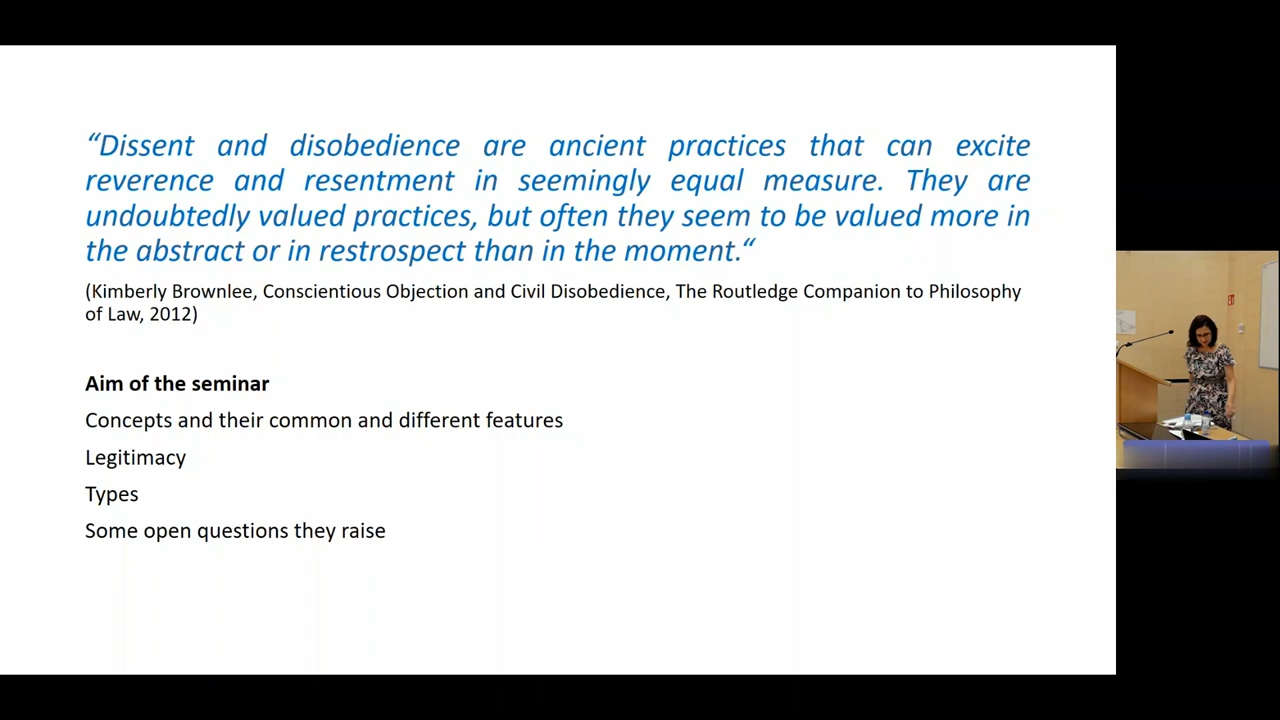 “Dissent and disobedience are ancient practices that can excite
reverence and resentment in seemingly equal measure. They are
undoubtedly valued practices, but often they seem to be valued more in
the abstract or in restrospect than in the moment.“
(Kimberly Brownlee, Conscientious Objection and Civil Disobedience, The Routledge Companion to Philosophy
of Law, 2012)
Aim of the seminar
Concepts and their common and different features
Legitimacy
Types
Some open questions they raise